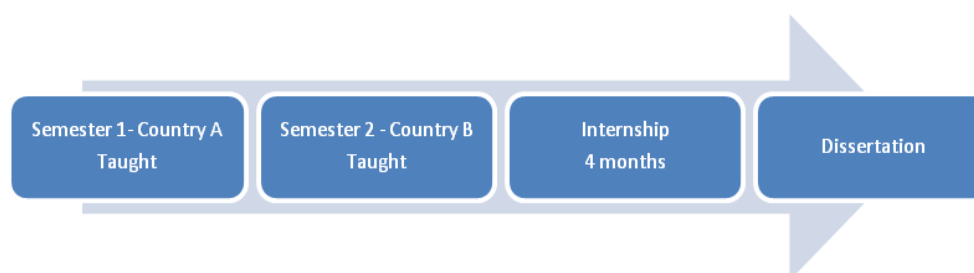 Semester 1- Country A
Taught
Semester 2 - Country B
Taught
Internship
4 months
Dissertation